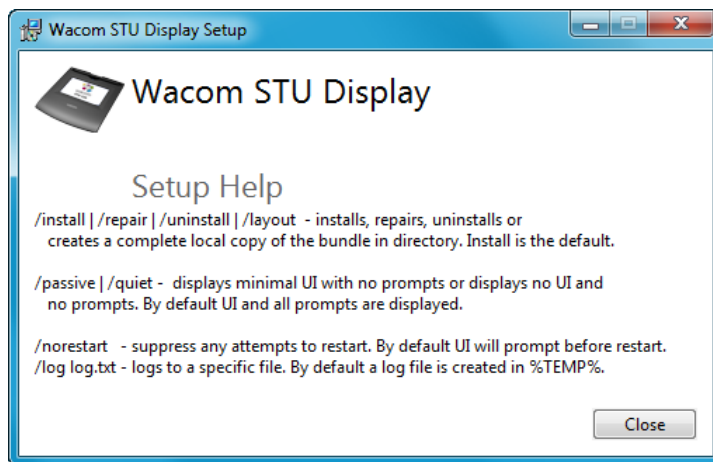 Wacom STU Display Setup
Wacom STU Display
Setup Help
/install | /repair | /uninstall | /layout  - installs, repairs, uninstalls or
creates a complete local copy of the bundle in directory. Install is the default.
/passive | /quiet -  displays minimal UI with no prompts or displays no UI and
no prompts. By default UI and all prompts are displayed.
/norestart   - suppress any attempts to restart. By default UI will prompt before restart.
/log log.txt - logs to a specific file. By default a log file is created in %TEMP%.
Close